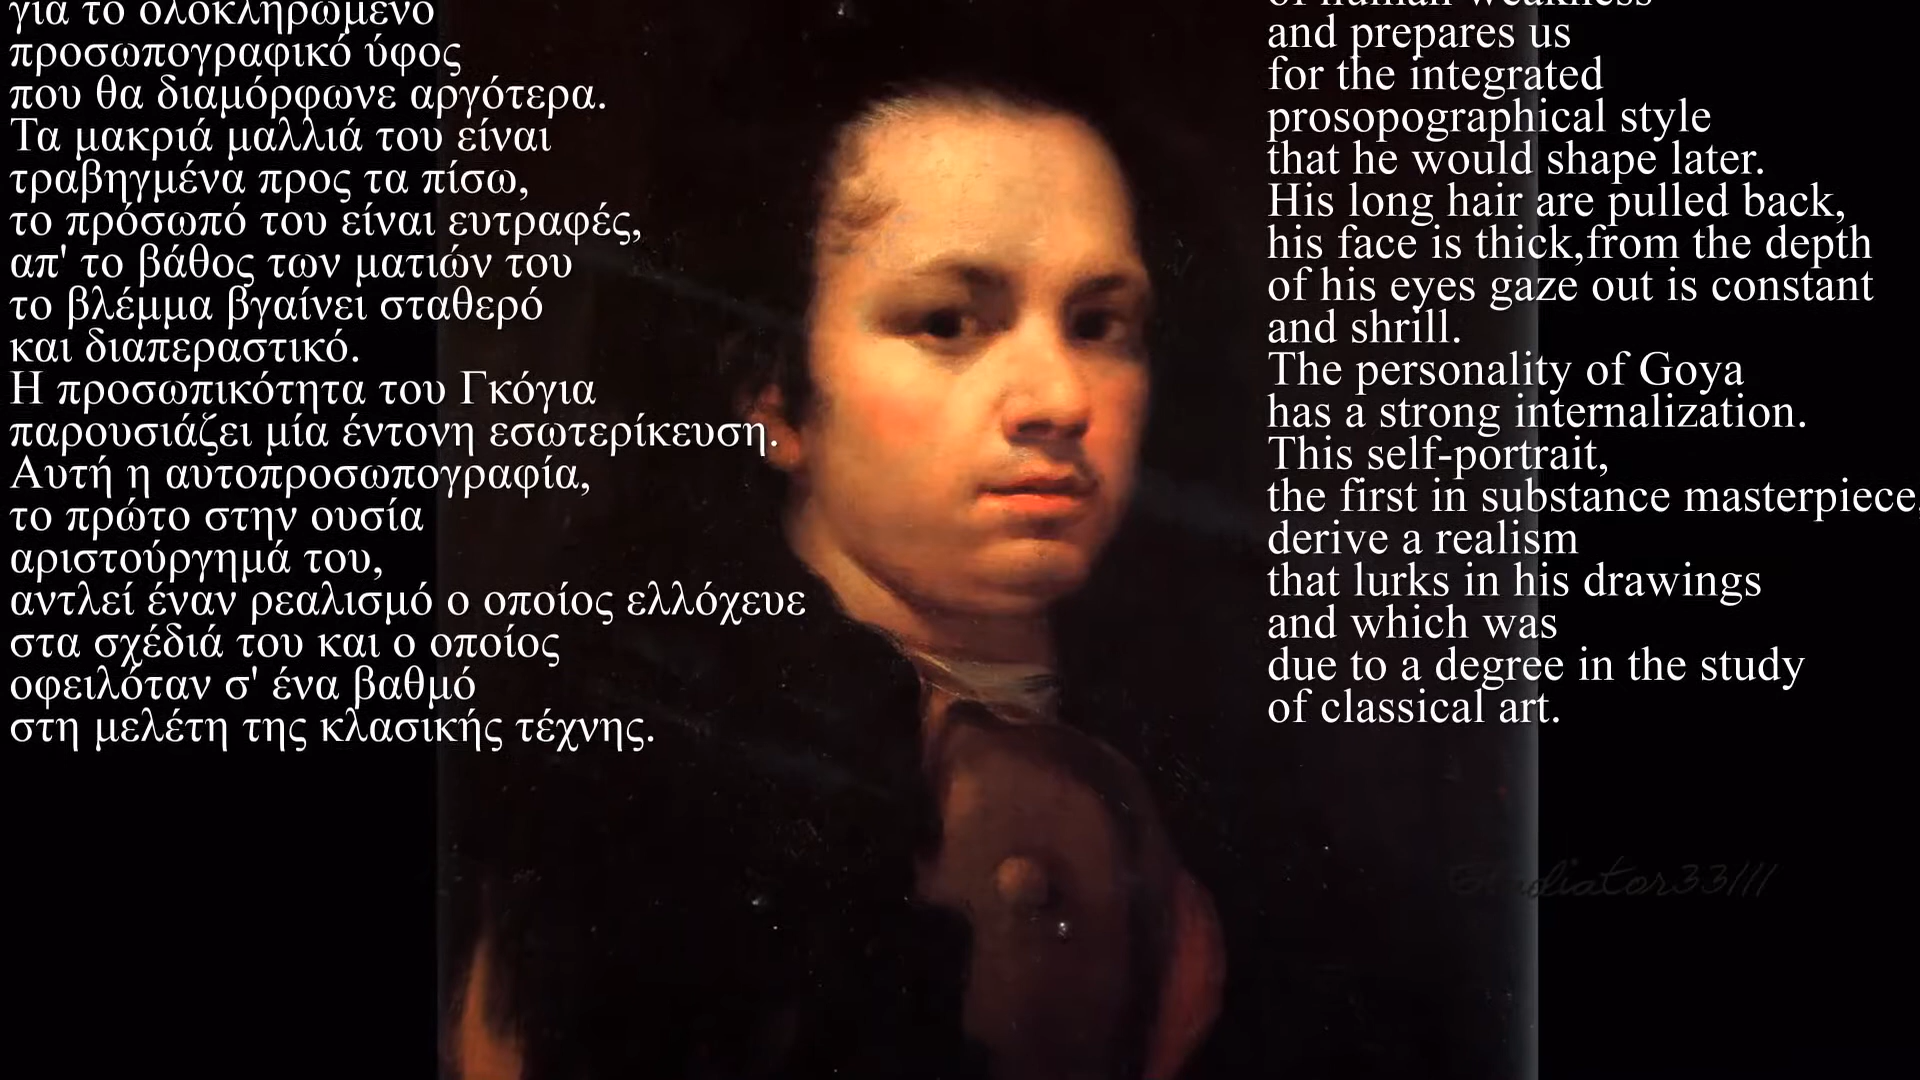 για το ολοκληρωμένο
προσωπογραφικό ύφος
που θα διαμόρφωνε αργότερα.
Τα μακριά μαλλιά του είναι
τραβηγμένα προς τα πίσω,
το πρόσωπό του είναι ευτραφές,
απ' το βάθος των ματιών του
το βλέμμα βγαίνει σταθερό
και διαπεραστικό.
Η προσωπικότητα του Γκόγια
παρουσιάζει μία έντονη εσωτερίκευση.
Αυτή η αυτοπροσωπογραφία,
το πρώτο στην ουσία
αριστούργημά του,
αντλεί έναν ρεαλισμό ο οποίος ελλόχευε
στα σχέδιά του και ο οποίος
οφειλόταν σ' ένα βαθμό
στη μελέτη της κλασικής τέχνης.
of human weakness
and prepares us
for the integrated
prosopographical style
that he would shape later.
His long hair are pulled back,
his face is thick,from the depth
of his eyes gaze out is constant
and shrill.
The personality of Goya
has a strong internalization.
This self-portrait,
the first in substance masterpiece,
derive a realism
that lurks in his drawings
and which was
due to a degree in the study
of classical art.